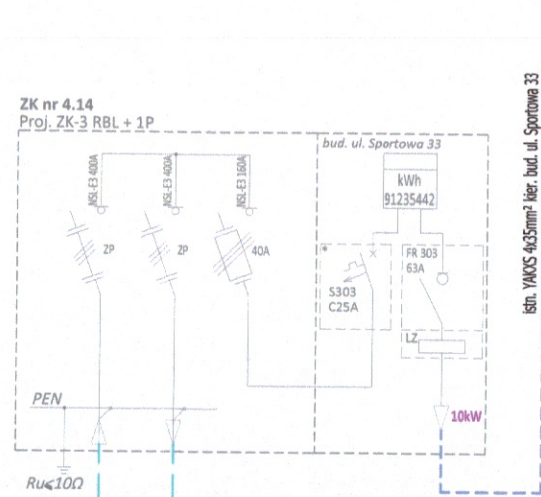 ZK nr 4.14
Proj. ZK-3 RBL + 1P
bud. ul. Sportowa 33
NSL-E3 400A
NSL-E3 400A
NSL-E3 160A
kWh
91235442
ZP
ZP
40A
*
S303
C25A
FR 303
63A
LZ
PEN
10kW
Ru≤10Ω
istn. YAKXS 4x35mm² kier. bud. ul. Sportowa 33